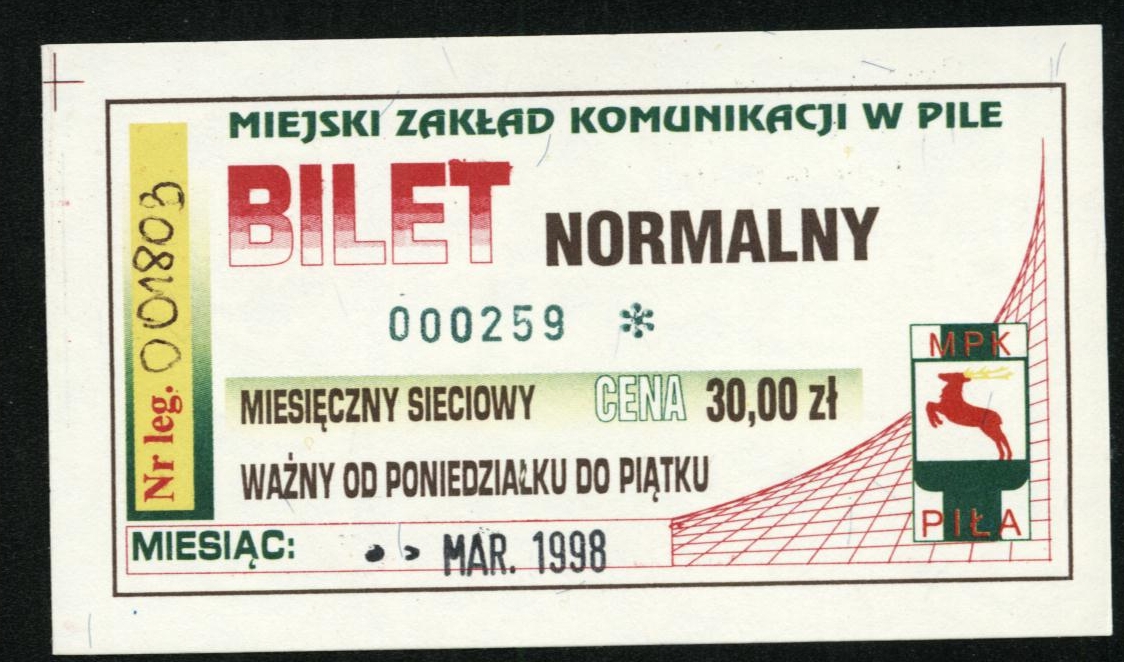 MIEJSKI ZAKŁAD KOMUNIKACJI W PILE
BILET NORMALNY
000259 *
MIESIĘCZNY SIECIOWY CENA 30,00 zł
WAŻNY OD PONIEDZIAŁKU DO PIĄTKU
MIESIĄC: MAR. 1998
Nr leg. 001803
MPK
PIŁA